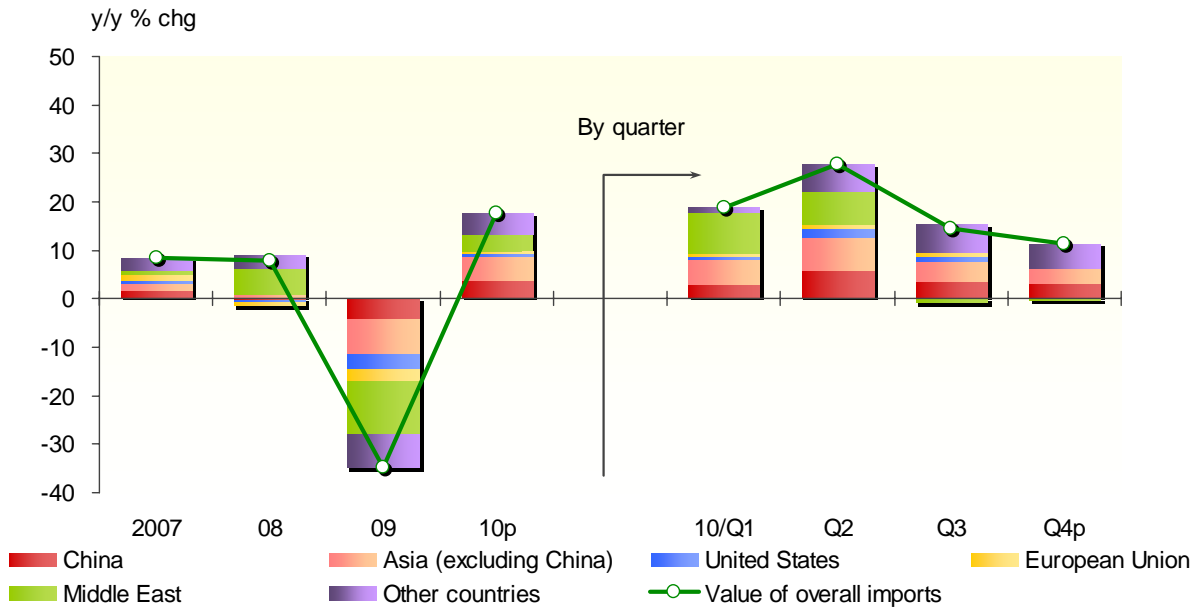 y/y % chg
50
40
30
20
10
0
-10
-20
-30
-40
By quarter
2007 08 09 10p 10/Q1 Q2 Q3 Q4p
China Asia (excluding China) United States European Union
Middle East Other countries Value of overall imports